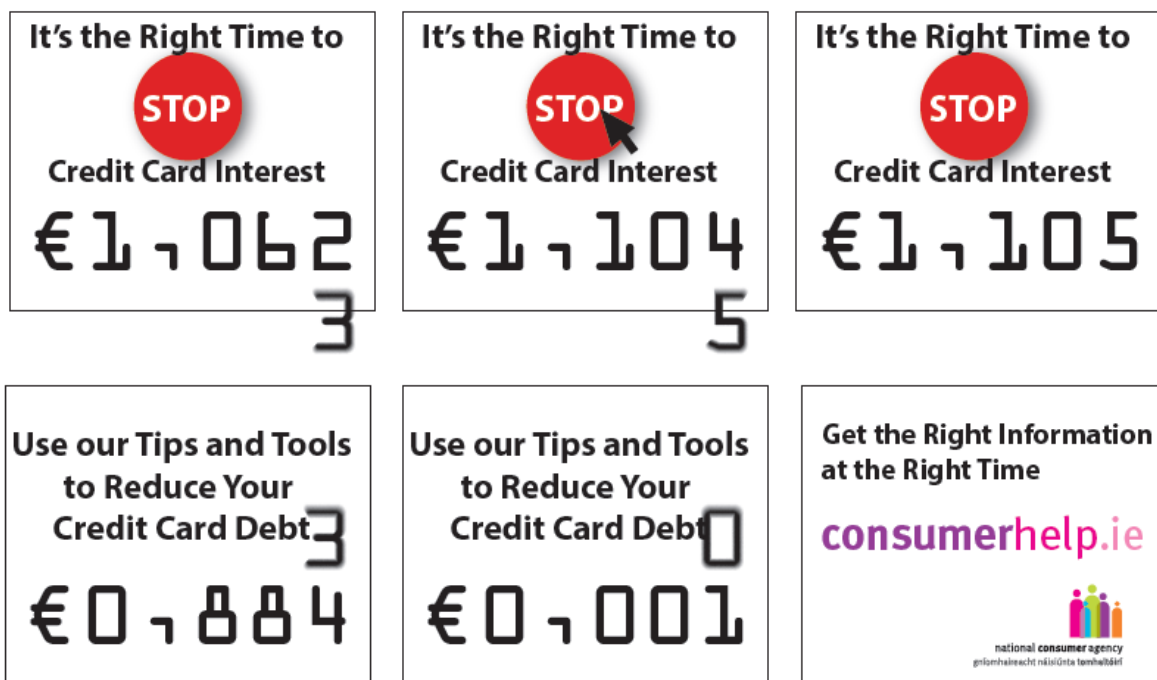 It's the Right Time to
STOP
Credit Card Interest
€1,062
3
It's the Right Time to
STOP
Credit Card Interest
€1,104
5
It's the Right Time to
STOP
Credit Card Interest
€1,105
Use our Tips and Tools
to Reduce Your
Credit Card Debt
3
€0,884
Use our Tips and Tools
to Reduce Your
Credit Card Debt
0
€0,001
Get the Right Information
at the Right Time
consumerhelp.ie
national consumer agency
gníomhaireacht náisiúnta tomhaltóirí